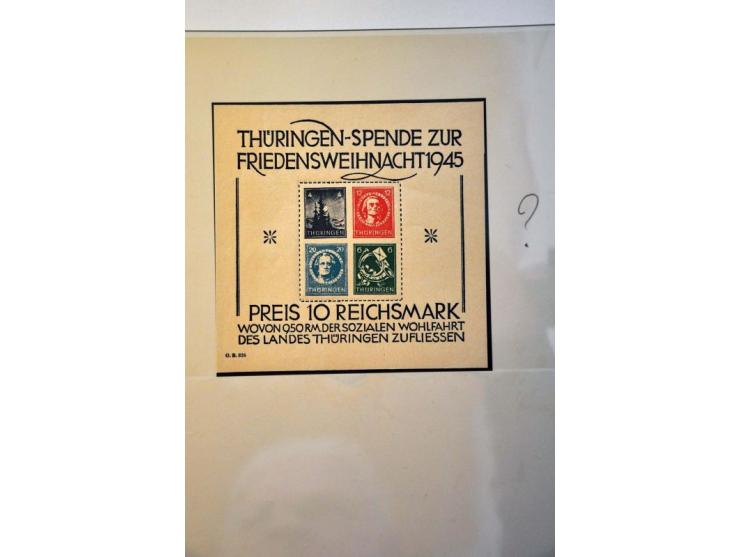 THÜRINGEN-SPENDE ZUR
FRIEDENSWEIHNACHT 1945
THÜRINGEN
THÜRINGEN
20 20
THÜRINGEN
6 6
THÜRINGEN
PREIS 10 REICHSMARK
WOVON 9,50 RM DER SOZIALEN WOHLFAHRT
DES LANDES THÜRINGEN ZUFLIESSEN
?